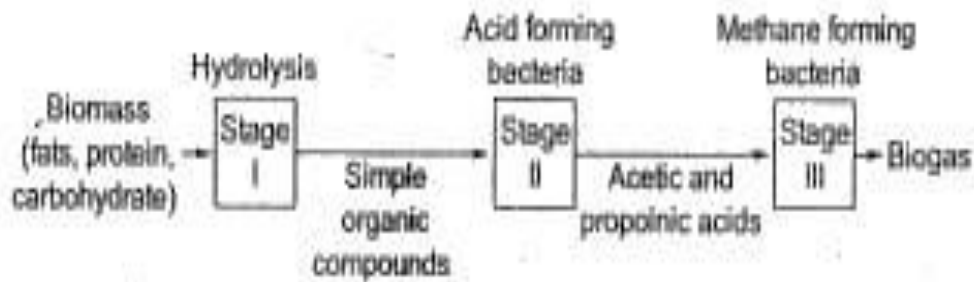 Biomass
(fats, protein,
carbohydrate)
Hydrolysis
Stage
I
Simple
organic
compounds
Acid forming
bacteria
Stage
II
Acetic and
propoinic acids
Methane forming
bacteria
Stage
III
Biogas